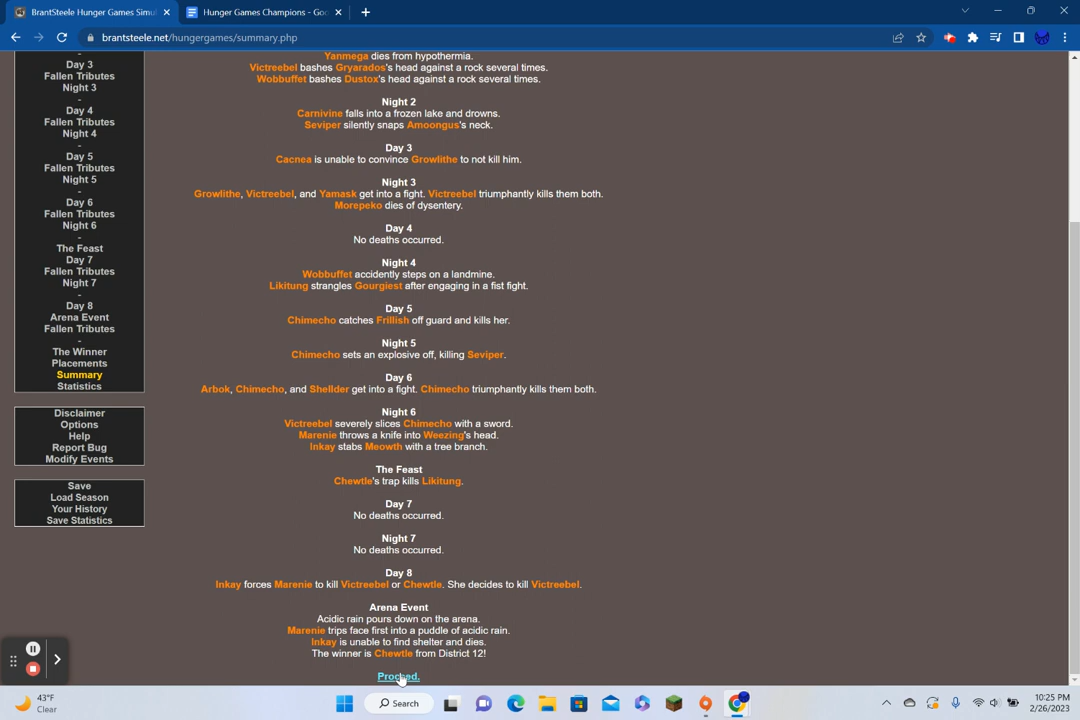 BrantSteele Hunger Games Simu
Hunger Games Champions - Goo
brantsteele.net/hungergames/summary.php
Day 3
Fallen Tributes
Night 3
-
Day 4
Fallen Tributes
Night 4
-
Day 5
Fallen Tributes
Night 5
-
Day 6
Fallen Tributes
Night 6
-
The Feast
Day 7
Fallen Tributes
Night 7
-
Day 8
Arena Event
Fallen Tributes
-
The Winner
Placements
Summary
Statistics
Disclaimer
Options
Help
Report Bug
Modify Events
Save
Load Season
Your History
Save Statistics
Yanmega dies from hypothermia.
Victreebel bashes Gryarados's head against a rock several times.
Wobbuffet bashes Dustox's head against a rock several times.
Night 2
Carnivine falls into a frozen lake and drowns.
Seviper silently snaps Amoongus's neck.
Day 3
Cacnea is unable to convince Growlithe to not kill him.
Night 3
Growlithe, Victreebel, and Yamask get into a fight. Victreebel triumphantly kills them both.
Morepeko dies of dysentery.
Day 4
No deaths occurred.
Night 4
Wobbuffet accidently steps on a landmine.
Likitung strangles Gourgiest after engaging in a fist fight.
Day 5
Chimecho catches Frillish off guard and kills her.
Night 5
Chimecho sets an explosive off, killing Seviper.
Day 6
Arbok, Chimecho, and Shellder get into a fight. Chimecho triumphantly kills them both.
Night 6
Victreebel severely slices Chimecho with a sword.
Marenie throws a knife into Weezing's head.
Inkay stabs Meowth with a tree branch.
The Feast
Chewtle's trap kills Likitung.
Day 7
No deaths occurred.
Night 7
No deaths occurred.
Day 8
Inkay forces Marenie to kill Victreebel or Chewtle. She decides to kill Victreebel.
Arena Event
Acidic rain pours down on the arena.
Marenie trips face first into a puddle of acidic rain.
Inkay is unable to find shelter and dies.
The winner is Chewtle from District 12!
Proceed.
43°F
Clear
Search
10:25 PM
2/26/2023